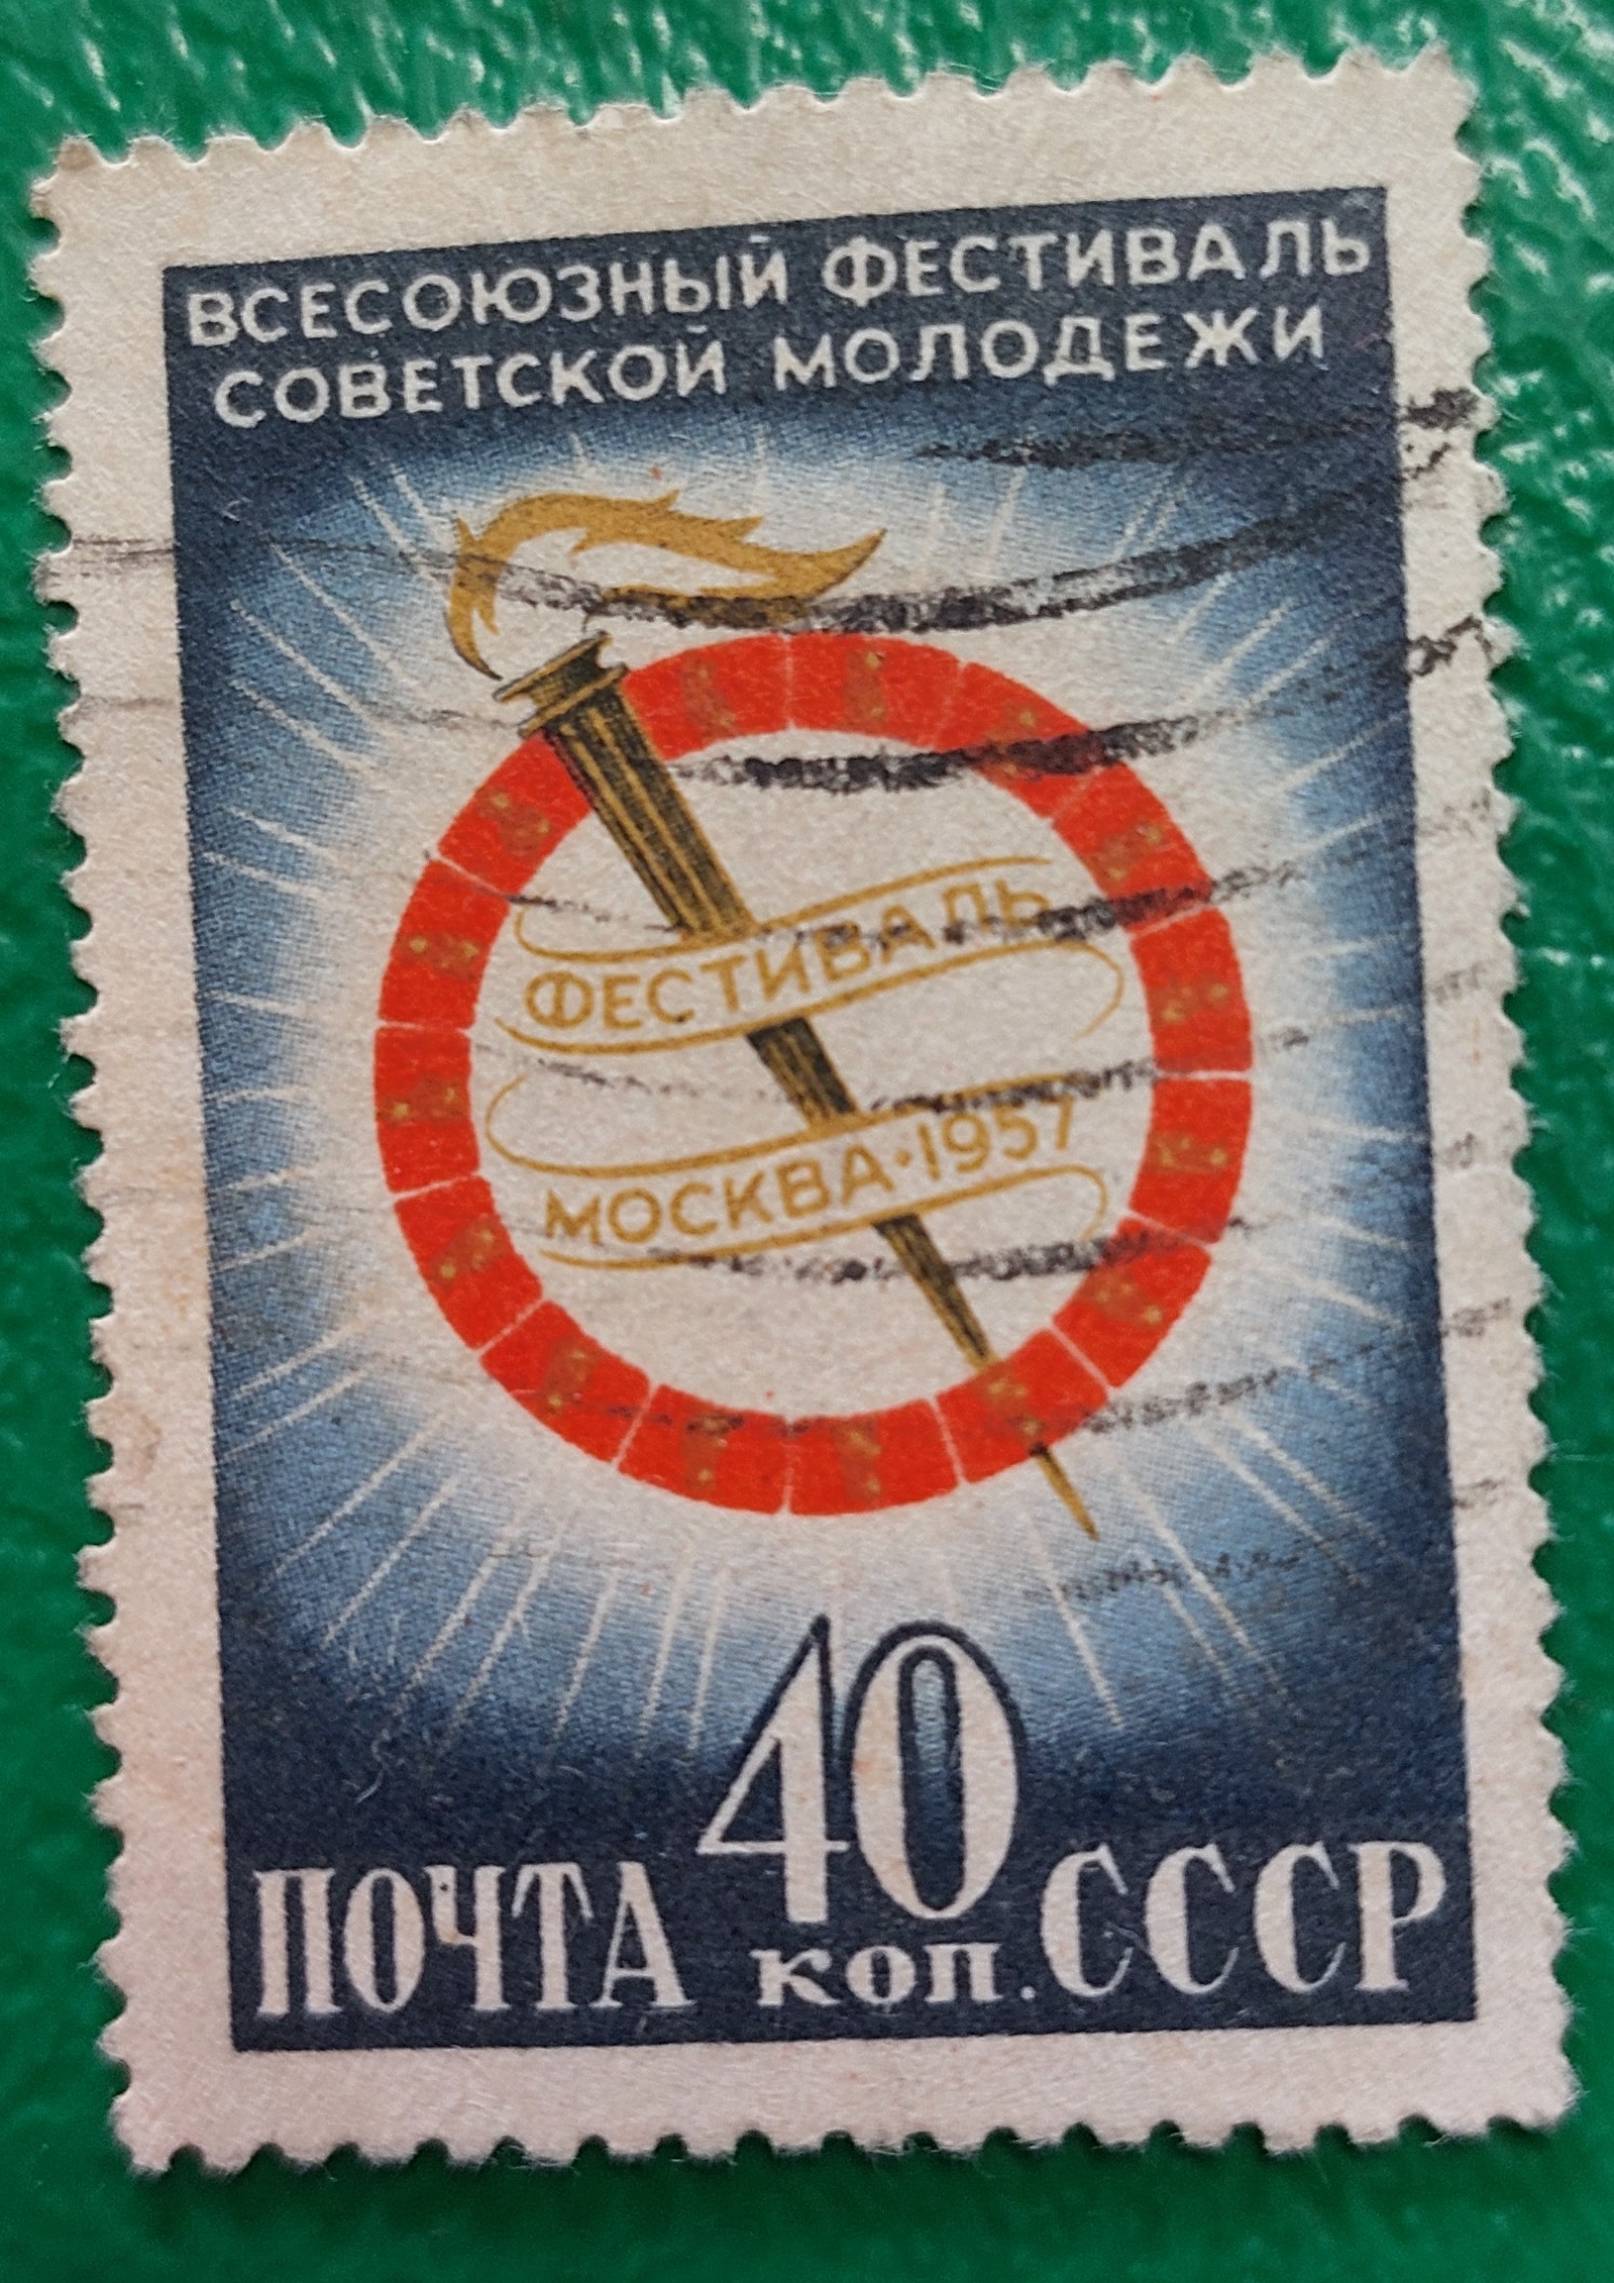 ВСЕСОЮЗНЫЙ ФЕСТИВАЛЬ
СОВЕТСКОЙ МОЛОДЕЖИ
ФЕСТИВАЛЬ
МОСКВА·1957
40
ПОЧТА коп. СССР